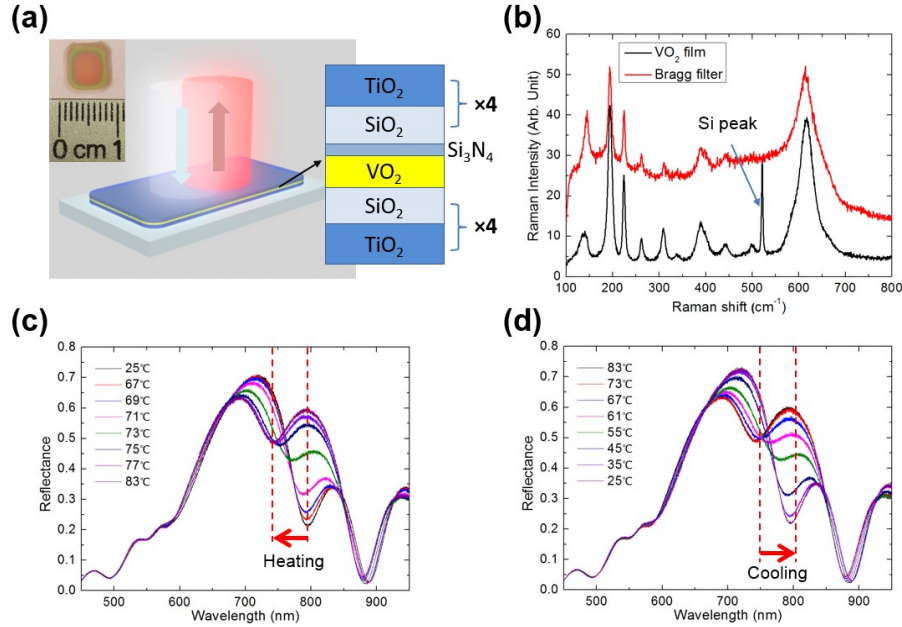 (a)
0 cm 1
TiO₂
SiO₂
Si₃N₄
VO₂
SiO₂
TiO₂
×4
×4
(b)
60
50
40
30
20
10
0
Raman Intensity (Arb. Unit)
VO₂ film
Bragg filter
Si peak
100 200 300 400 500 600 700 800
Raman shift (cm⁻¹)
(c)
0.8
0.7
0.6
0.5
0.4
0.3
0.2
0.1
0.0
Reflectance
25℃
67℃
69℃
71℃
73℃
75℃
77℃
83℃
Heating
500 600 700 800 900
Wavelength (nm)
(d)
0.8
0.7
0.6
0.5
0.4
0.3
0.2
0.1
0.0
Reflectance
83℃
73℃
67℃
61℃
55℃
45℃
35℃
25℃
Cooling
500 600 700 800 900
Wavelength (nm)